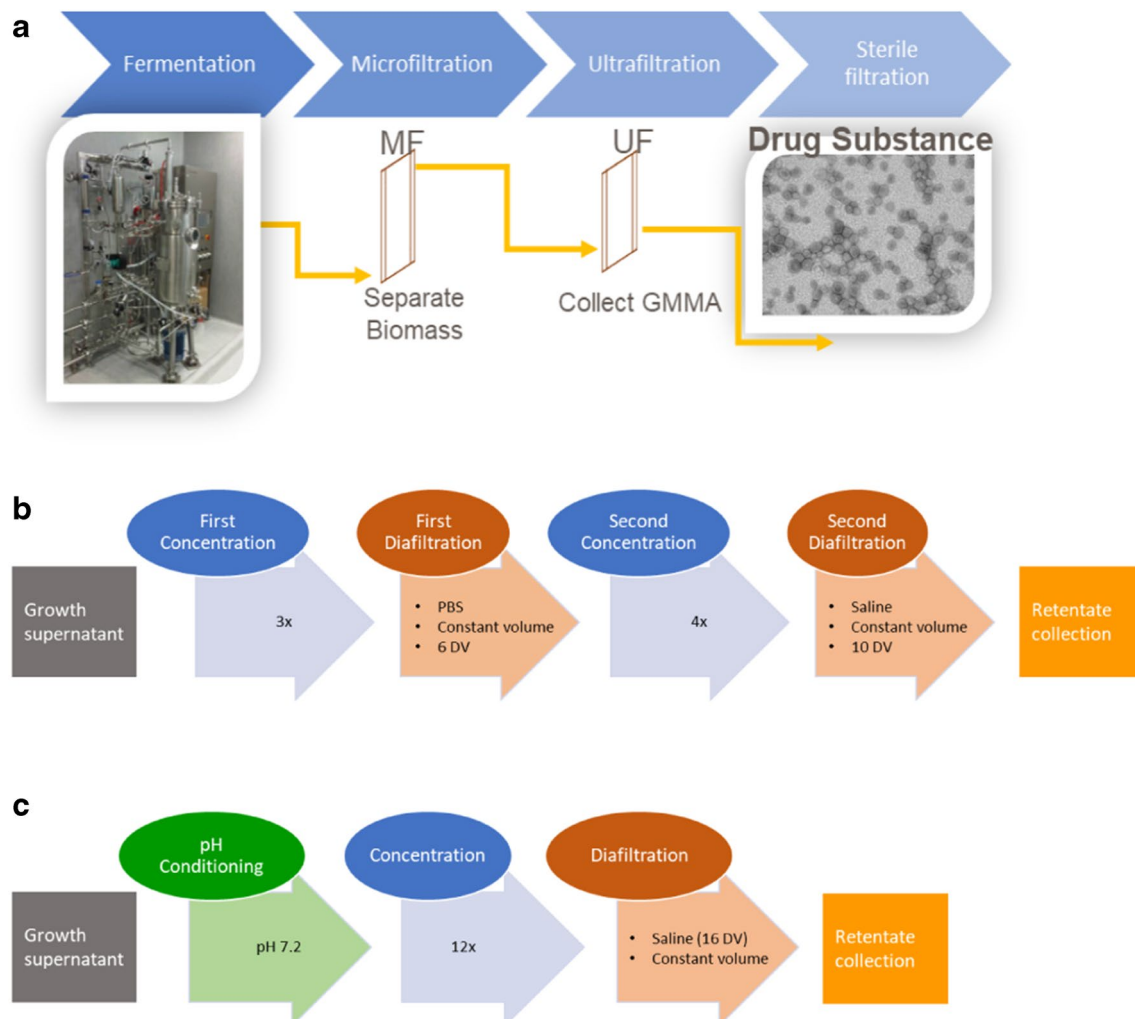 a
Fermentation
Microfiltration
Ultrafiltration
Sterile
filtration
MF
UF
Drug Substance
Separate
Biomass
Collect GMMA
b
First
Concentration
First
Diafiltration
Second
Concentration
Second
Diafiltration
Growth
supernatant
3x
• PBS
• Constant volume
• 6 DV
4x
• Saline
• Constant volume
• 10 DV
Retentate
collection
c
pH
Conditioning
Concentration
Diafiltration
Growth
supernatant
pH 7.2
12x
• Saline (16 DV)
• Constant volume
Retentate
collection